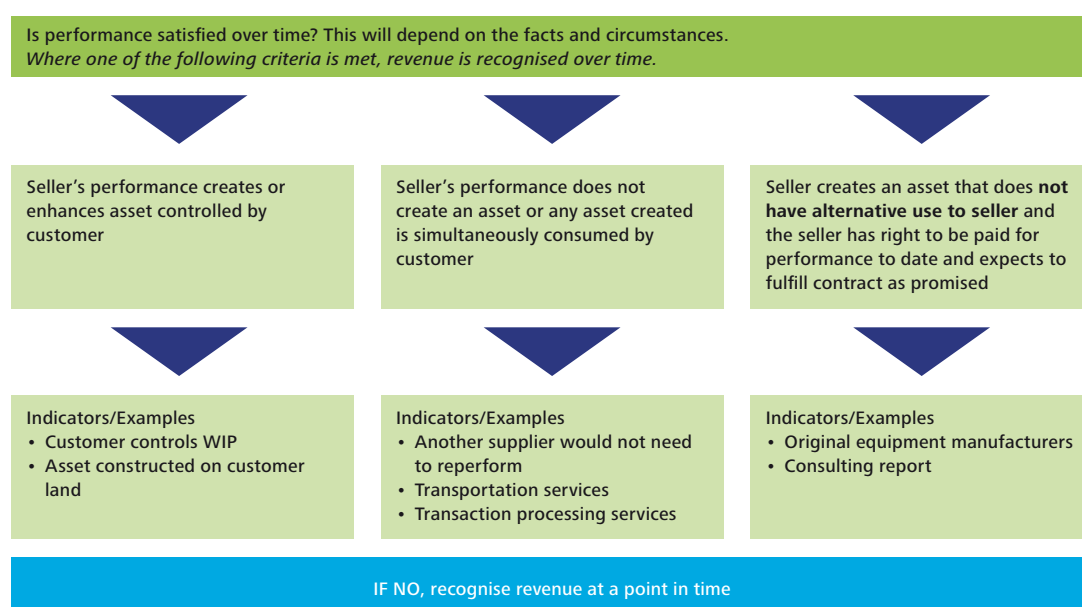 Is performance satisfied over time? This will depend on the facts and circumstances.
Where one of the following criteria is met, revenue is recognised over time.
Seller's performance creates or
enhances asset controlled by
customer
Seller's performance does not
create an asset or any asset created
is simultaneously consumed by
customer
Seller creates an asset that does not
have alternative use to seller and
the seller has right to be paid for
performance to date and expects to
fulfill contract as promised
Indicators/Examples
• Customer controls WIP
• Asset constructed on customer
land
Indicators/Examples
• Another supplier would not need
to reperform
• Transportation services
• Transaction processing services
Indicators/Examples
• Original equipment manufacturers
• Consulting report
IF NO, recognise revenue at a point in time